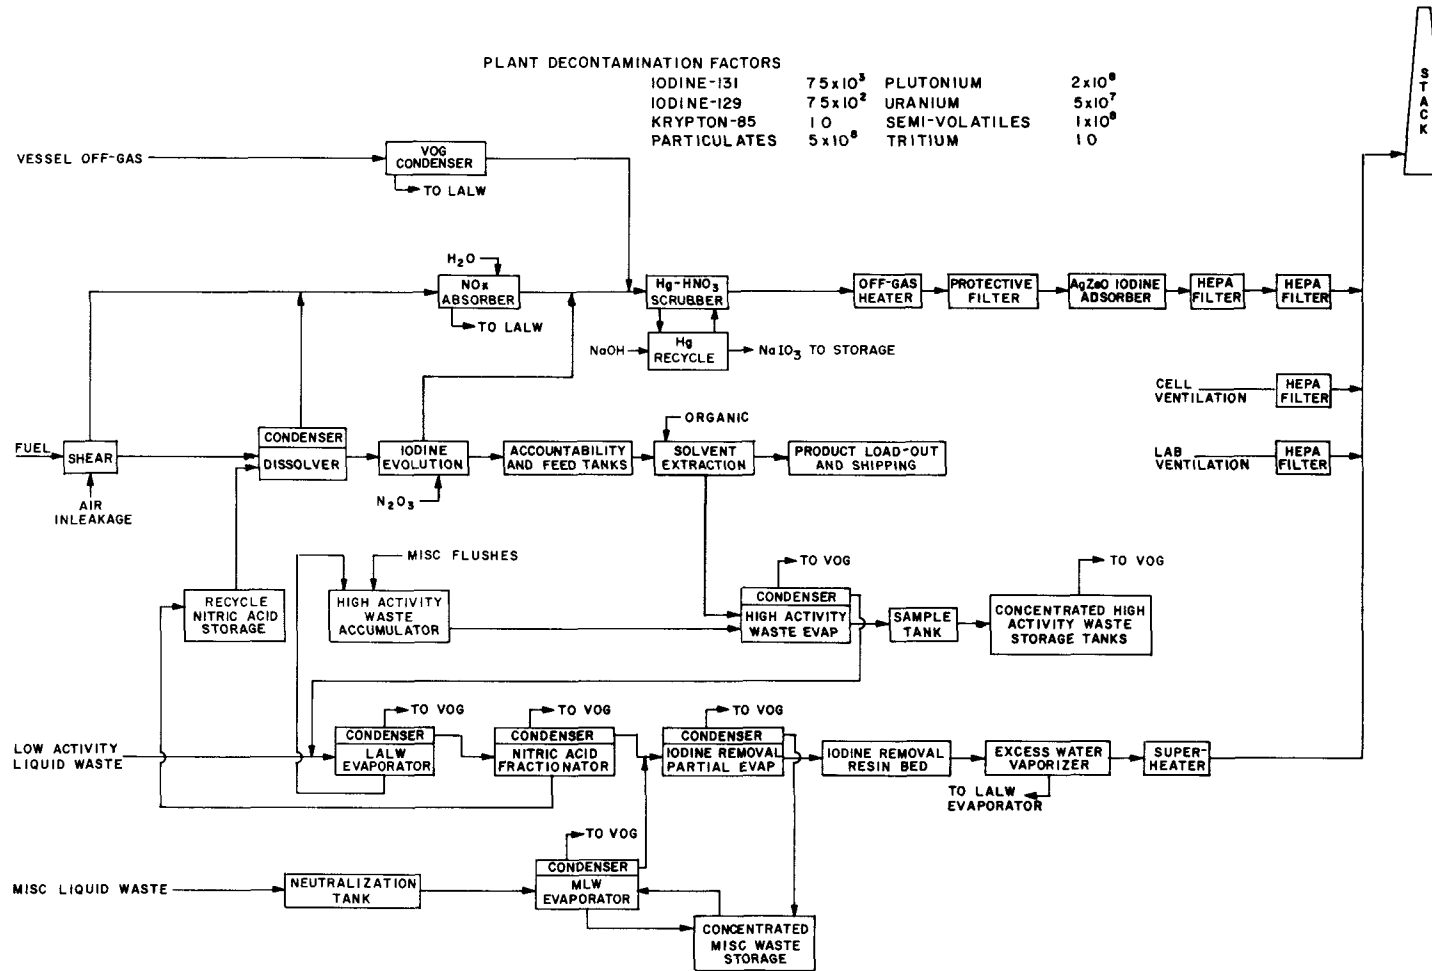 PLANT DECONTAMINATION FACTORS
IODINE-131 7.5x10³ PLUTONIUM 2x10⁸
IODINE-129 7.5x10² URANIUM 5x10⁷
KRYPTON-85 1.0 SEMI-VOLATILES 1x10⁸
PARTICULATES 5x10⁸ TRITIUM 1.0
STACK
VESSEL OFF-GAS
VOG
CONDENSER
TO LALW
H₂O
NOx
ABSORBER
TO LALW
Hg-HNO₃
SCRUBBER
OFF-GAS
HEATER
PROTECTIVE
FILTER
AgZeO IODINE
ADSORBER
HEPA
FILTER
HEPA
FILTER
NaOH
Hg
RECYCLE
NaIO₃ TO STORAGE
CELL
VENTILATION
HEPA
FILTER
ORGANIC
FUEL
SHEAR
AIR
INLEAKAGE
CONDENSER
DISSOLVER
IODINE
EVOLUTION
N₂O₃
ACCOUNTABILITY
AND FEED TANKS
SOLVENT
EXTRACTION
PRODUCT LOAD-OUT
AND SHIPPING
LAB
VENTILATION
HEPA
FILTER
MISC FLUSHES
RECYCLE
NITRIC ACID
STORAGE
HIGH ACTIVITY
WASTE
ACCUMULATOR
TO VOG
CONDENSER
HIGH ACTIVITY
WASTE EVAP
SAMPLE
TANK
TO VOG
CONCENTRATED HIGH
ACTIVITY WASTE
STORAGE TANKS
LOW ACTIVITY
LIQUID WASTE
TO VOG
CONDENSER
LALW
EVAPORATOR
TO VOG
CONDENSER
NITRIC ACID
FRACTIONATOR
TO VOG
CONDENSER
IODINE REMOVAL
PARTIAL EVAP
IODINE REMOVAL
RESIN BED
EXCESS WATER
VAPORIZER
TO LALW
EVAPORATOR
SUPER-
HEATER
MISC LIQUID WASTE
NEUTRALIZATION
TANK
TO VOG
CONDENSER
MLW
EVAPORATOR
CONCENTRATED
MISC WASTE
STORAGE